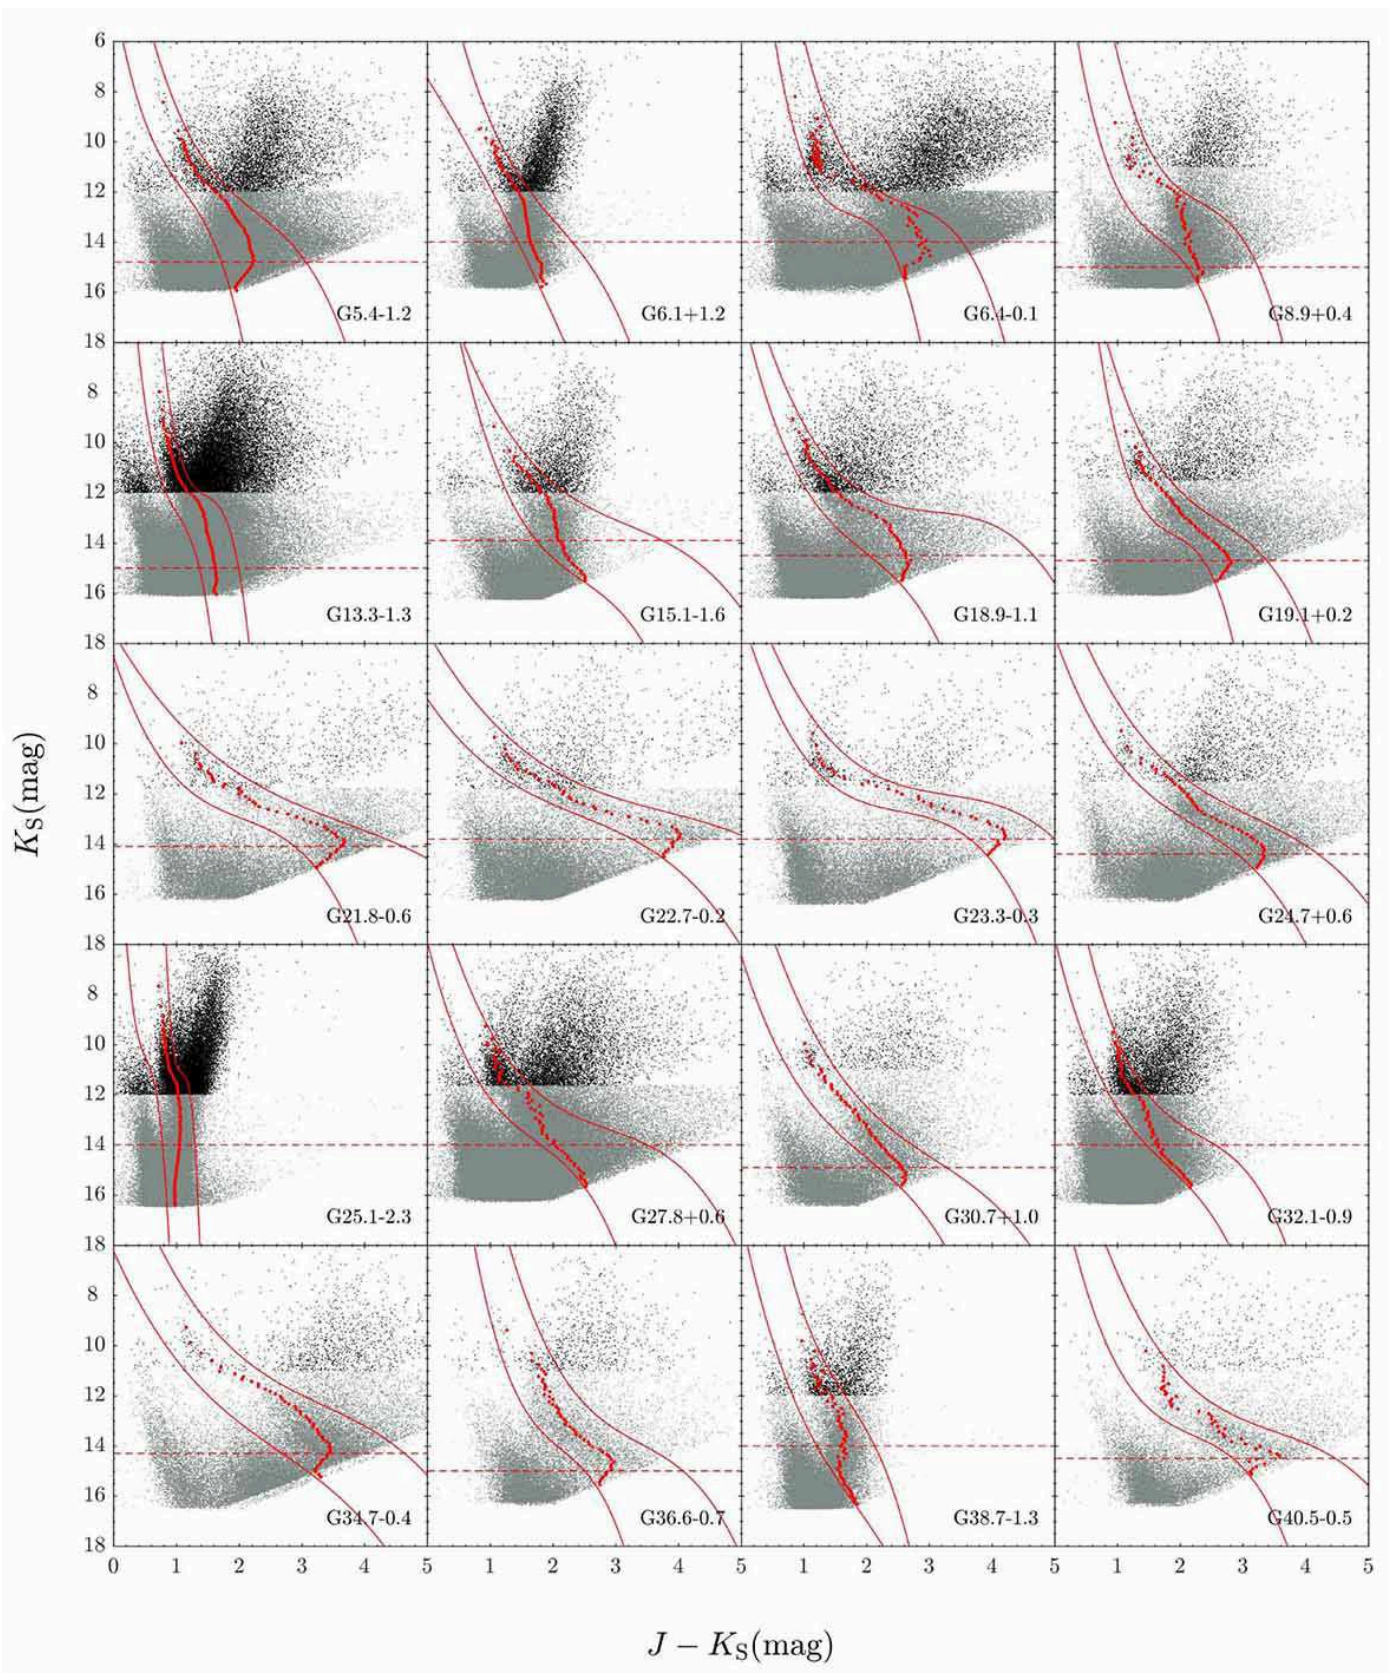 6
8
10
12
14
16
18
G5.4-1.2
G6.1+1.2
G6.4-0.1
G8.9+0.4
8
10
12
14
16
18
G13.3-1.3
G15.1-1.6
G18.9-1.1
G19.1+0.2
8
10
12
14
16
18
G21.8-0.6
G22.7-0.2
G23.3-0.3
G24.7+0.6
8
10
12
14
16
18
G25.1-2.3
G27.8+0.6
G30.7+1.0
G32.1-0.9
8
10
12
14
16
18
G34.7-0.4
G36.6-0.7
G38.7-1.3
G40.5-0.5
0 1 2 3 4 5 1 2 3 4 5 1 2 3 4 5 1 2 3 4 5
K_S(mag)
J − K_S(mag)